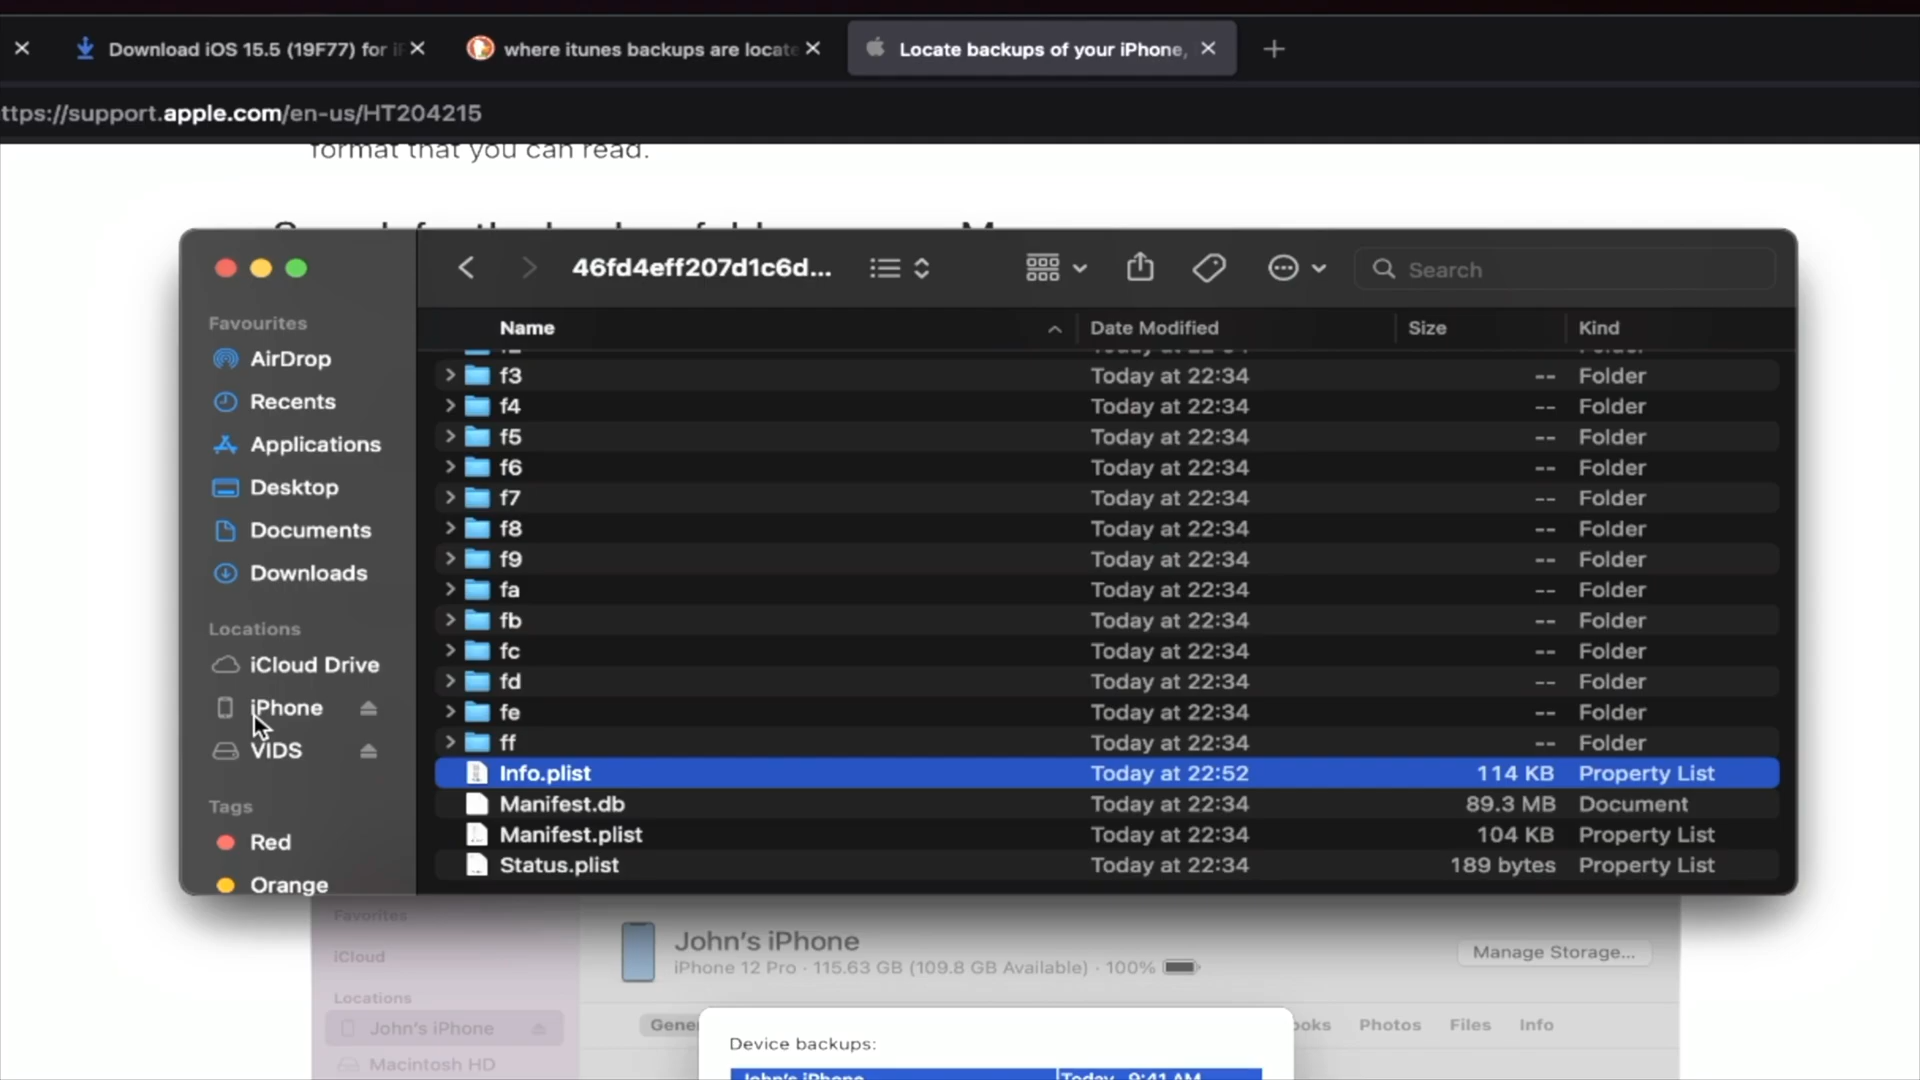 Download iOS 15.5 (19F77) for iP
where itunes backups are locate
Locate backups of your iPhone,
ttps://support.apple.com/en-us/HT204215
format that you can read.
46fd4eff207d1c6d...
Search
Favourites
AirDrop
Recents
Applications
Desktop
Documents
Downloads
Locations
iCloud Drive
iPhone
VIDS
Tags
Red
Orange
Name Date Modified Size Kind
f3 Today at 22:34 -- Folder
f4 Today at 22:34 -- Folder
f5 Today at 22:34 -- Folder
f6 Today at 22:34 -- Folder
f7 Today at 22:34 -- Folder
f8 Today at 22:34 -- Folder
f9 Today at 22:34 -- Folder
fa Today at 22:34 -- Folder
fb Today at 22:34 -- Folder
fc Today at 22:34 -- Folder
fd Today at 22:34 -- Folder
fe Today at 22:34 -- Folder
ff Today at 22:34 -- Folder
Info.plist Today at 22:52 114 KB Property List
Manifest.db Today at 22:34 89.3 MB Document
Manifest.plist Today at 22:34 104 KB Property List
Status.plist Today at 22:34 189 bytes Property List
Favorites
iCloud
Locations
John's iPhone
Macintosh HD
John's iPhone
iPhone 12 Pro · 115.63 GB (109.8 GB Available) · 100%
Manage Storage...
Gener
ooks Photos Files Info
Device backups:
John's iPhone Today, 9:41 AM